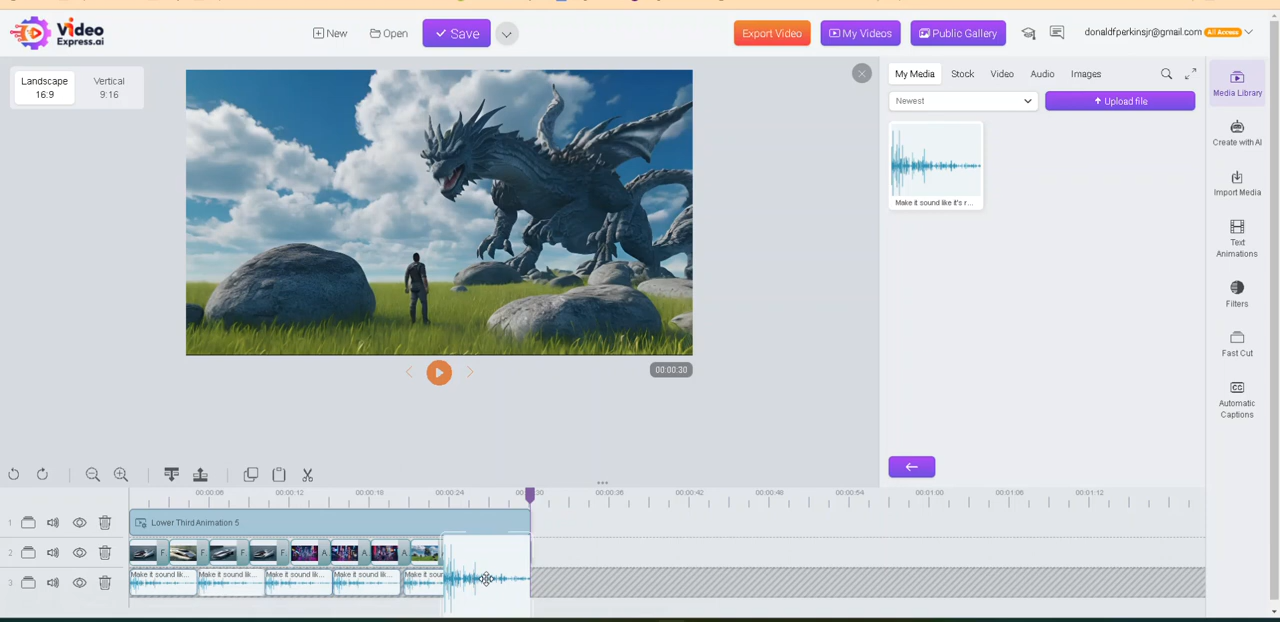 Video
Express.ai
New
Open
Save
Export Video
My Videos
Public Gallery
donaldfperkinsjr@gmail.com
All Access
Landscape
16:9
Vertical
9:16
My Media
Stock
Video
Audio
Images
Newest
Upload file
Make it sound like it's r...
Media Library
Create with AI
Import Media
Text
Animations
Filters
Fast Cut
Automatic
Captions
00:00:30
00:00:06
00:00:12
00:00:18
00:00:24
00:00:36
00:00:42
00:00:48
00:00:54
00:01:00
00:01:06
00:01:12
1
Lower Third Animation 5
2
F
F
F
F
A
A
A
3
Make it sound lik...
Make it sound lik...
Make it sound lik...
Make it sound lik...
Make it sou